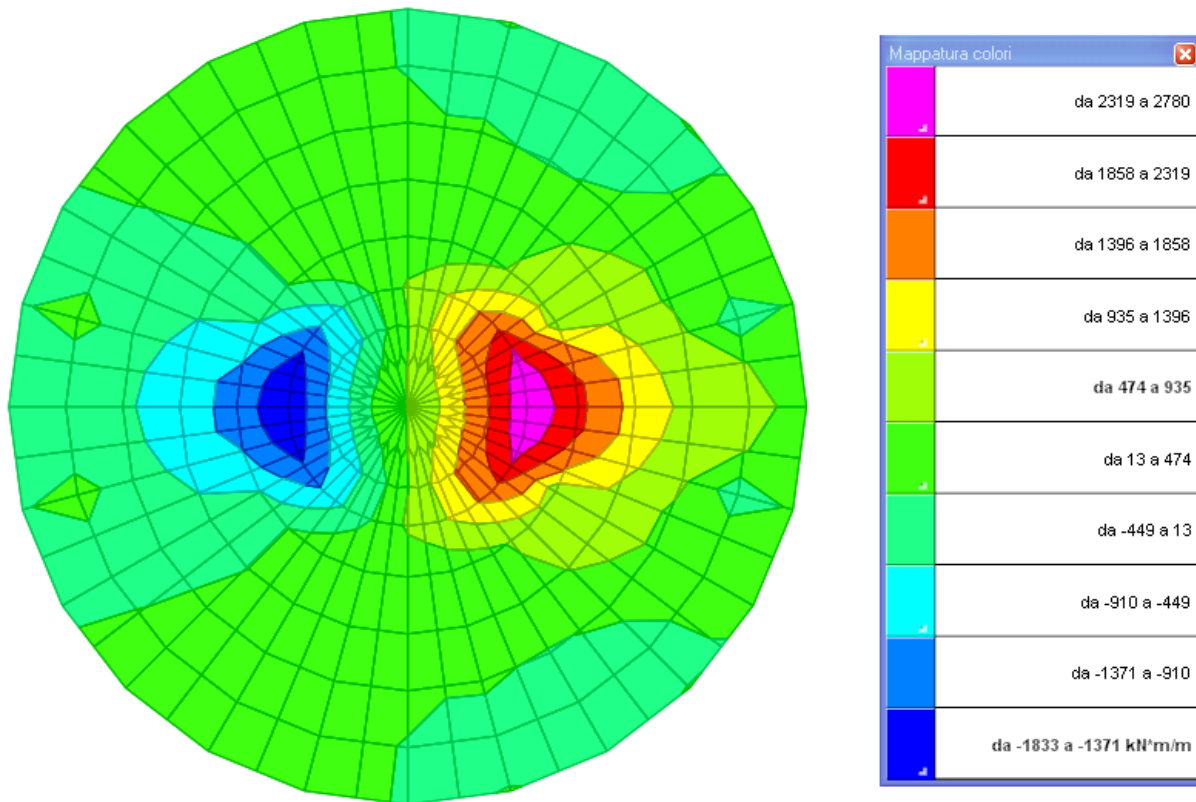 Mappatura colori
da 2319 a 2780
da 1858 a 2319
da 1396 a 1858
da 935 a 1396
da 474 a 935
da 13 a 474
da -449 a 13
da -910 a -449
da -1371 a -910
da -1833 a -1371 kN*m/m